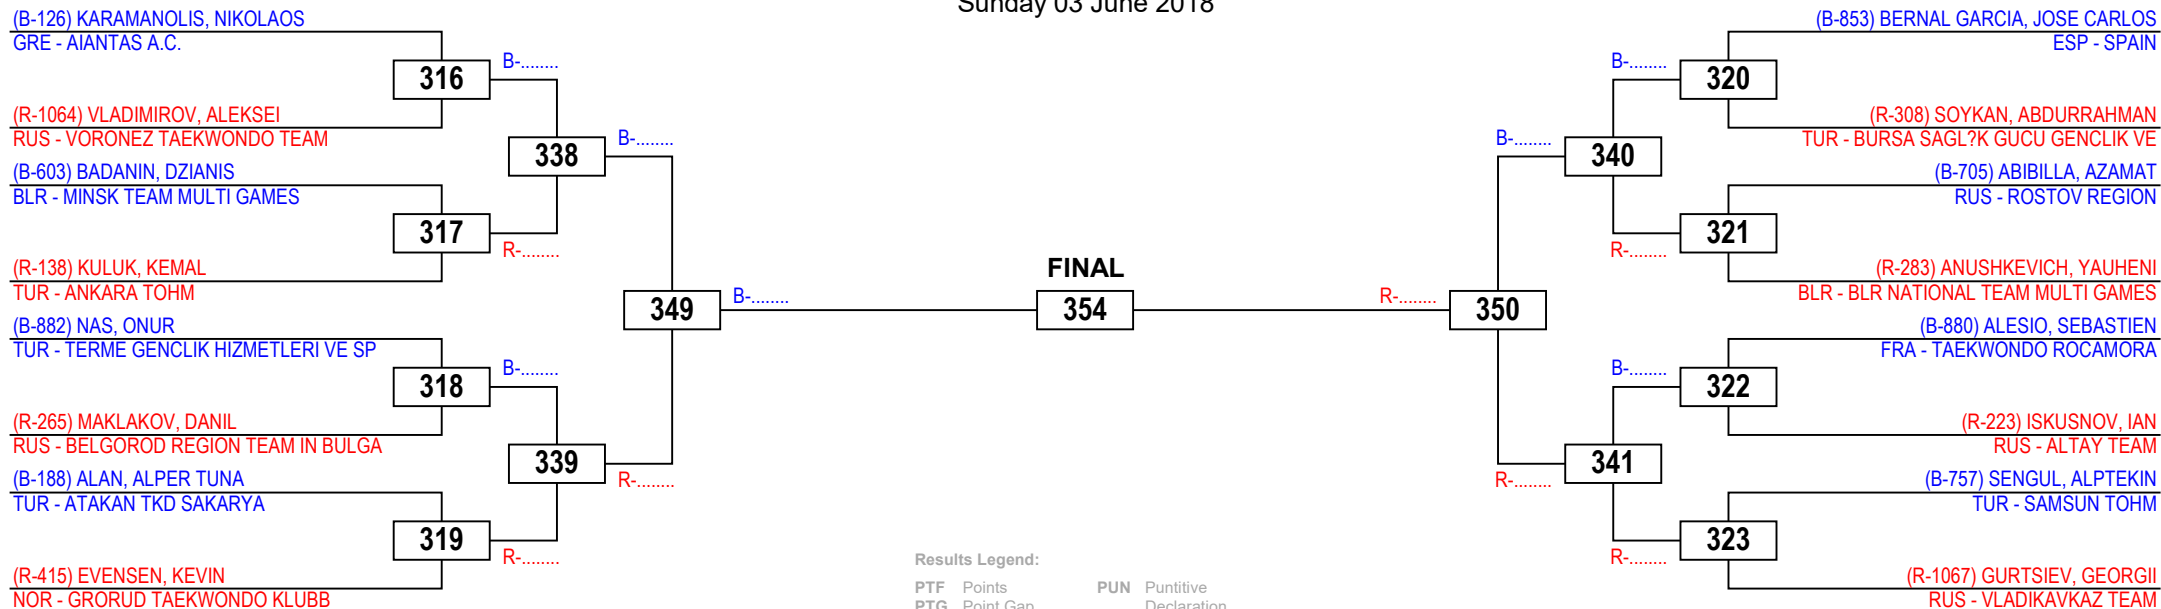 Sunday 03 June 2018
(B-126) KARAMANOLIS, NIKOLAOS
GRE - AIANTAS A.C.
316
B-........
(R-1064) VLADIMIROV, ALEKSEI
RUS - VORONEZ TAEKWONDO TEAM
338
B-........
(B-603) BADANIN, DZIANIS
BLR - MINSK TEAM MULTI GAMES
317
R-........
(R-138) KULUK, KEMAL
TUR - ANKARA TOHM
349
B-........
(B-882) NAS, ONUR
TUR - TERME GENCLIK HIZMETLERI VE SP
318
B-........
(R-265) MAKLAKOV, DANIL
RUS - BELGOROD REGION TEAM IN BULGA
339
R-........
(B-188) ALAN, ALPER TUNA
TUR - ATAKAN TKD SAKARYA
319
R-........
(R-415) EVENSEN, KEVIN
NOR - GRORUD TAEKWONDO KLUBB
FINAL
354
(B-853) BERNAL GARCIA, JOSE CARLOS
ESP - SPAIN
B-........
320
(R-308) SOYKAN, ABDURRAHMAN
TUR - BURSA SAGL?K GUCU GENCLIK VE
B-........
340
(B-705) ABIBILLA, AZAMAT
RUS - ROSTOV REGION
321
R-........
(R-283) ANUSHKEVICH, YAUHENI
BLR - BLR NATIONAL TEAM MULTI GAMES
R-........
350
(B-880) ALESIO, SEBASTIEN
FRA - TAEKWONDO ROCAMORA
B-........
322
(R-223) ISKUSNOV, IAN
RUS - ALTAY TEAM
341
R-........
(B-757) SENGUL, ALPTEKIN
TUR - SAMSUN TOHM
323
R-........
(R-1067) GURTSIEV, GEORGII
RUS - VLADIKAVKAZ TEAM
Results Legend:
PTF Points PUN Puntitive
PTG Point Gap Declaration